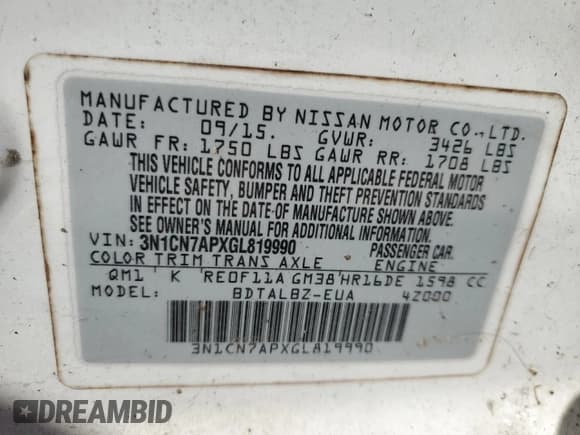 MANUFACTURED BY NISSAN MOTOR CO.,LTD.
DATE: 09/15. GVWR: 3426 LBS
GAWR FR: 1750 LBS GAWR RR: 1708 LBS
THIS VEHICLE CONFORMS TO ALL APPLICABLE FEDERAL MOTOR
VEHICLE SAFETY, BUMPER AND THEFT PREVENTION STANDARDS
IN EFFECT ON THE DATE OF MANUFACTURE SHOWN ABOVE.
SEE OWNER'S MANUAL FOR ADDITIONAL INFORMATION.
VIN: 3N1CN7APXGL819990 PASSENGER CAR.
COLOR TRIM TRANS AXLE ENGINE
QM1 K RE0F11A GM38 HR16DE 1598 CC
MODEL: BDTALBZ-EUA 4Z000
3N1CN7APXGL819990
DREAMBID